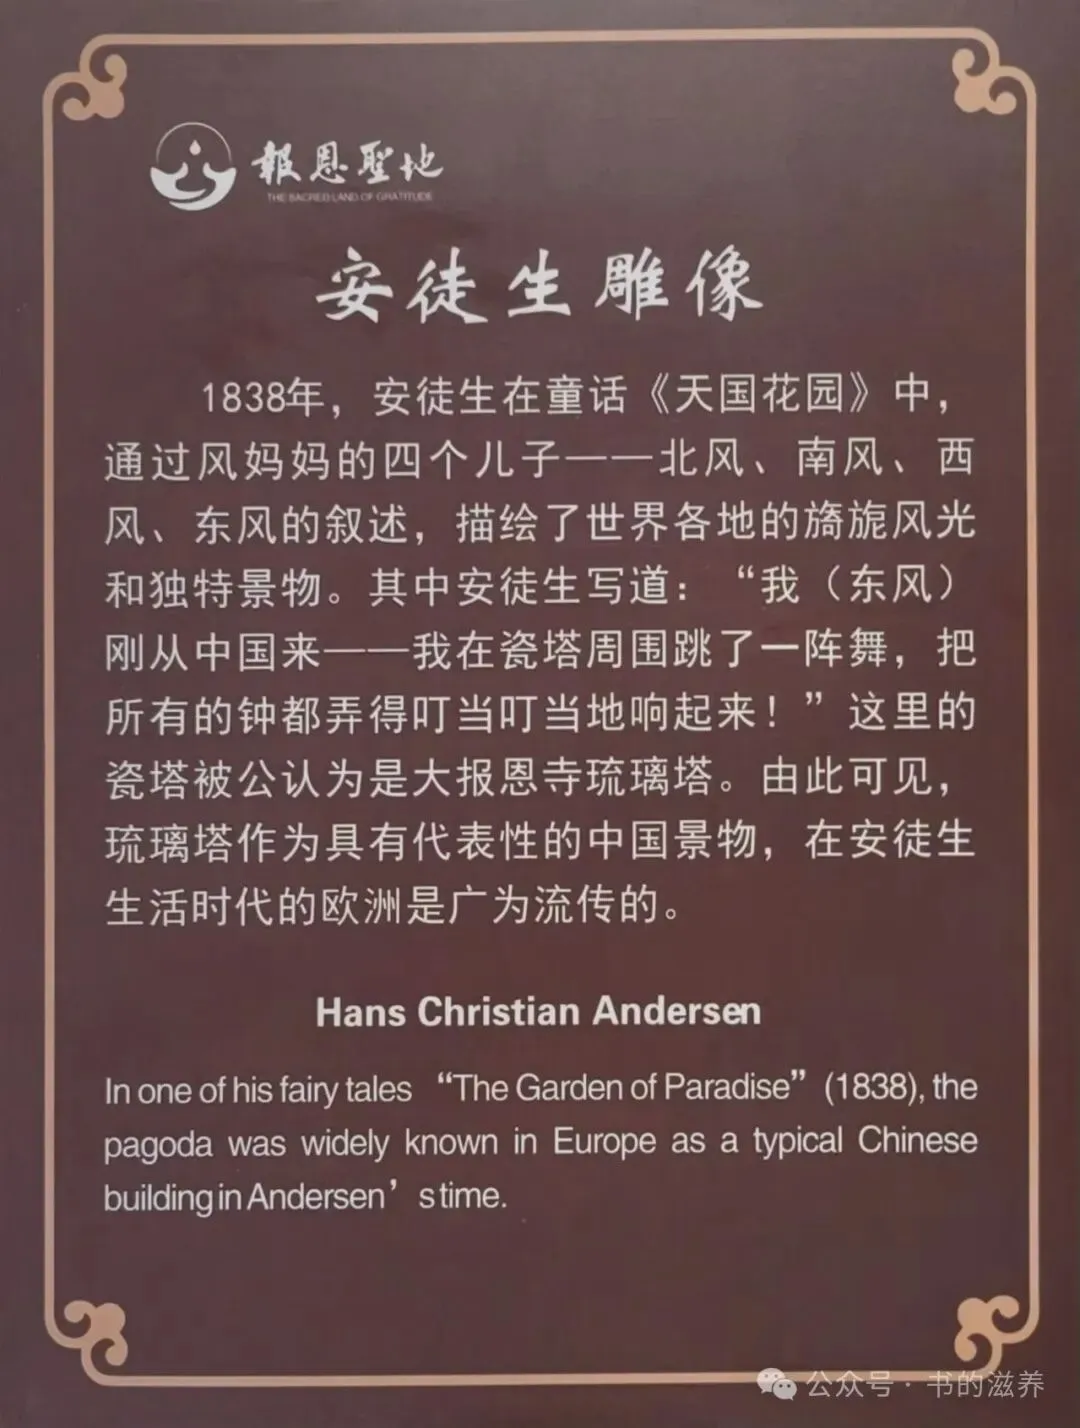 報恩聖地
THE SACRED LAND OF GRATITUDE
安徒生雕像
1838年，安徒生在童话《天国花园》中，
通过风妈妈的四个儿子——北风、南风、西
风、东风的叙述，描绘了世界各地的旖旎风光
和独特景物。其中安徒生写道：“我（东风）
刚从中国来——我在瓷塔周围跳了一阵舞，把
所有的钟都弄得叮当叮当地响起来！”这里的
瓷塔被公认为是大报恩寺琉璃塔。由此可见，
琉璃塔作为具有代表性的中国景物，在安徒生
生活时代的欧洲是广为流传的。
Hans Christian Andersen
In one of his fairy tales “The Garden of Paradise”(1838), the
pagoda was widely known in Europe as a typical Chinese
building in Andersen’s time.
公众号·书的滋养